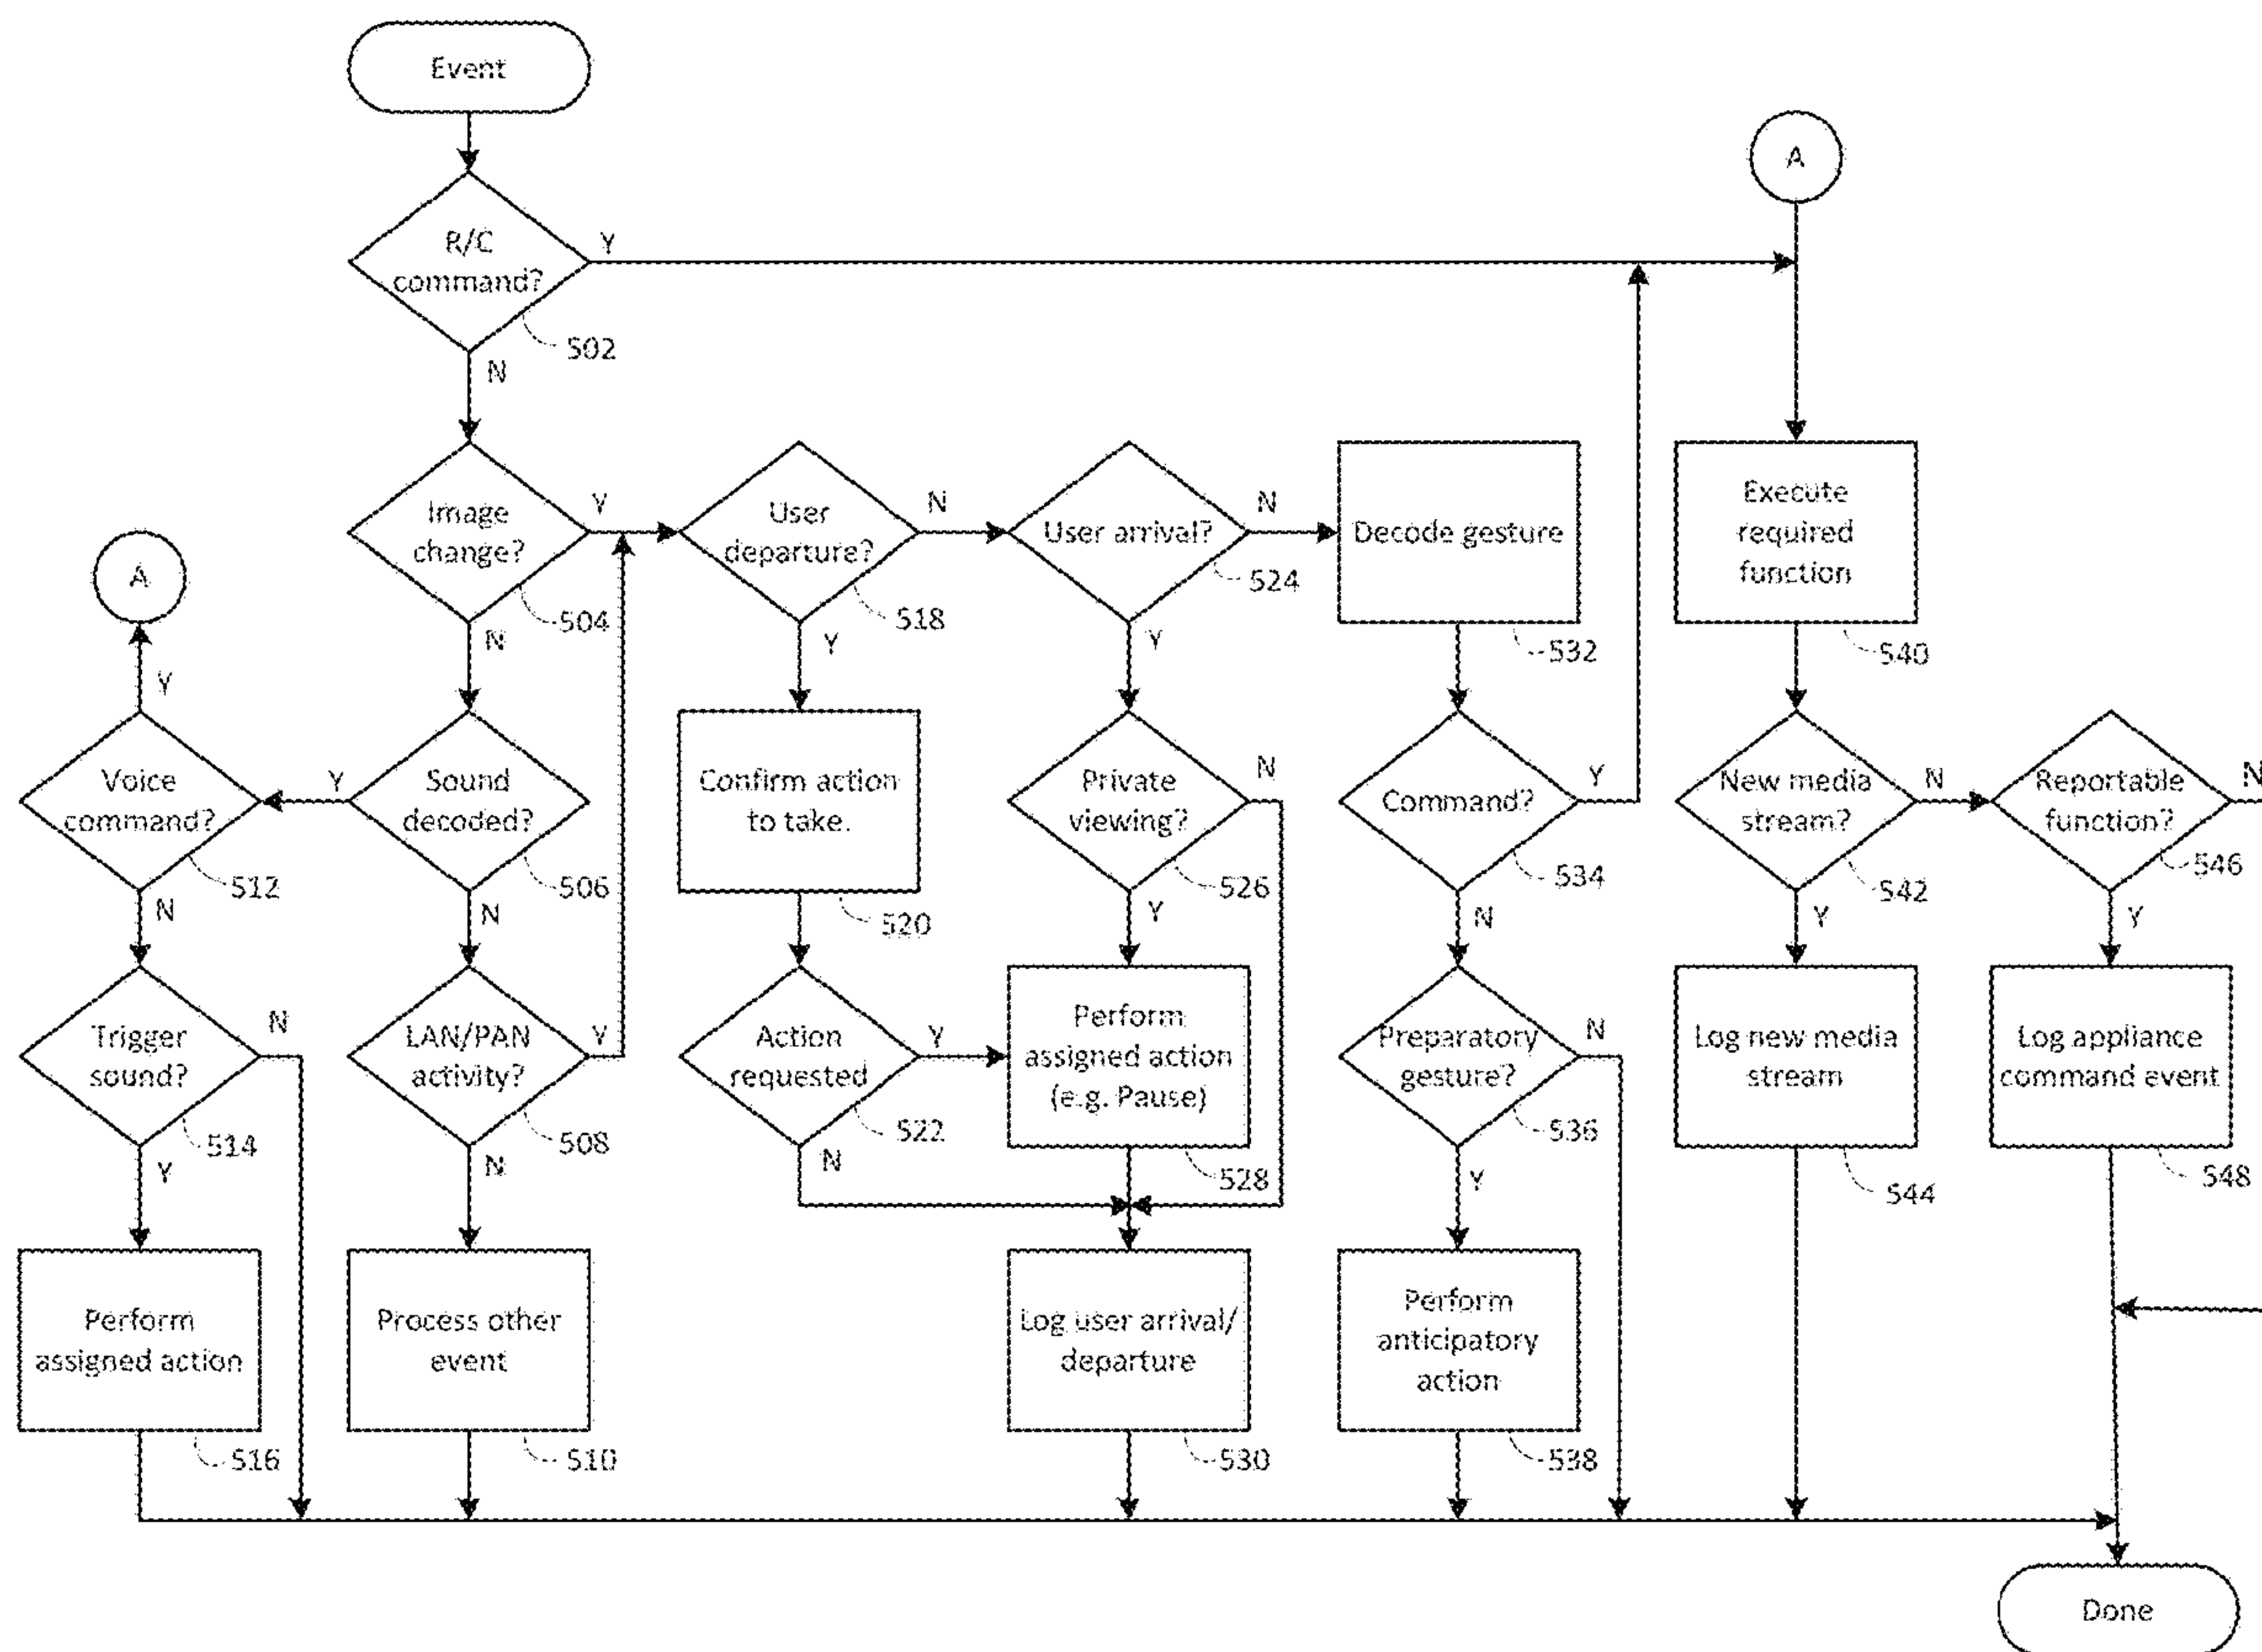 Event
A
R/C
command?
Y
502
N
Image
change?
Y
504
N
User
departure?
N
518
Y
User arrival?
N
524
Y
Decode gesture
532
Execute
required
function
540
A
Y
Voice
command?
512
N
Y
Sound
decoded?
506
N
Confirm action
to take.
520
Private
viewing?
N
526
Y
Command?
Y
534
N
New media
stream?
N
542
Y
Reportable
function?
N
546
Y
Trigger
sound?
N
514
Y
LAN/PAN
activity?
Y
508
N
Action
requested
Y
522
N
Perform
assigned action
(e.g. Pause)
528
Preparatory
gesture?
N
536
Y
Log new media
stream
544
Log appliance
command event
548
Perform
assigned action
516
Process other
event
510
Log user arrival/
departure
530
Perform
anticipatory
action
538
Done